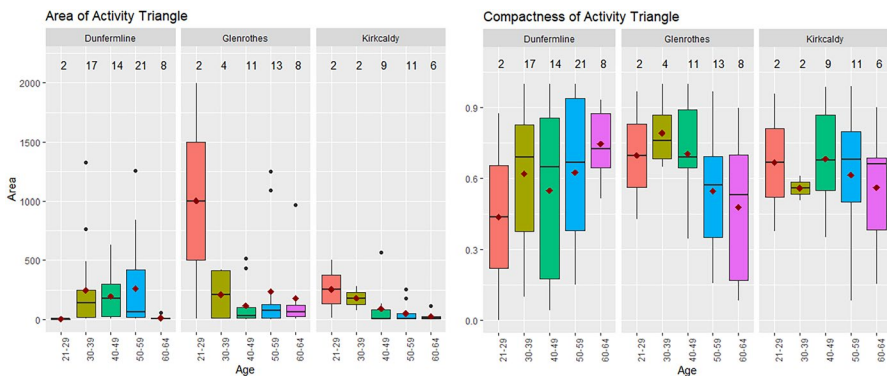 Area of Activity Triangle
Dunfermline Glenrothes Kirkcaldy
2 17 14 21 8 2 4 11 13 8 2 2 9 11 6
2000
1500
1000
500
0
Area
21-29 30-39 40-49 50-59 60-64 21-29 30-39 40-49 50-59 60-64 21-29 30-39 40-49 50-59 60-64
Age
Compactness of Activity Triangle
Dunfermline Glenrothes Kirkcaldy
2 17 14 21 8 2 4 11 13 8 2 2 9 11 6
0.9
0.6
0.3
0.0
21-29 30-39 40-49 50-59 60-64 21-29 30-39 40-49 50-59 60-64 21-29 30-39 40-49 50-59 60-64
Age